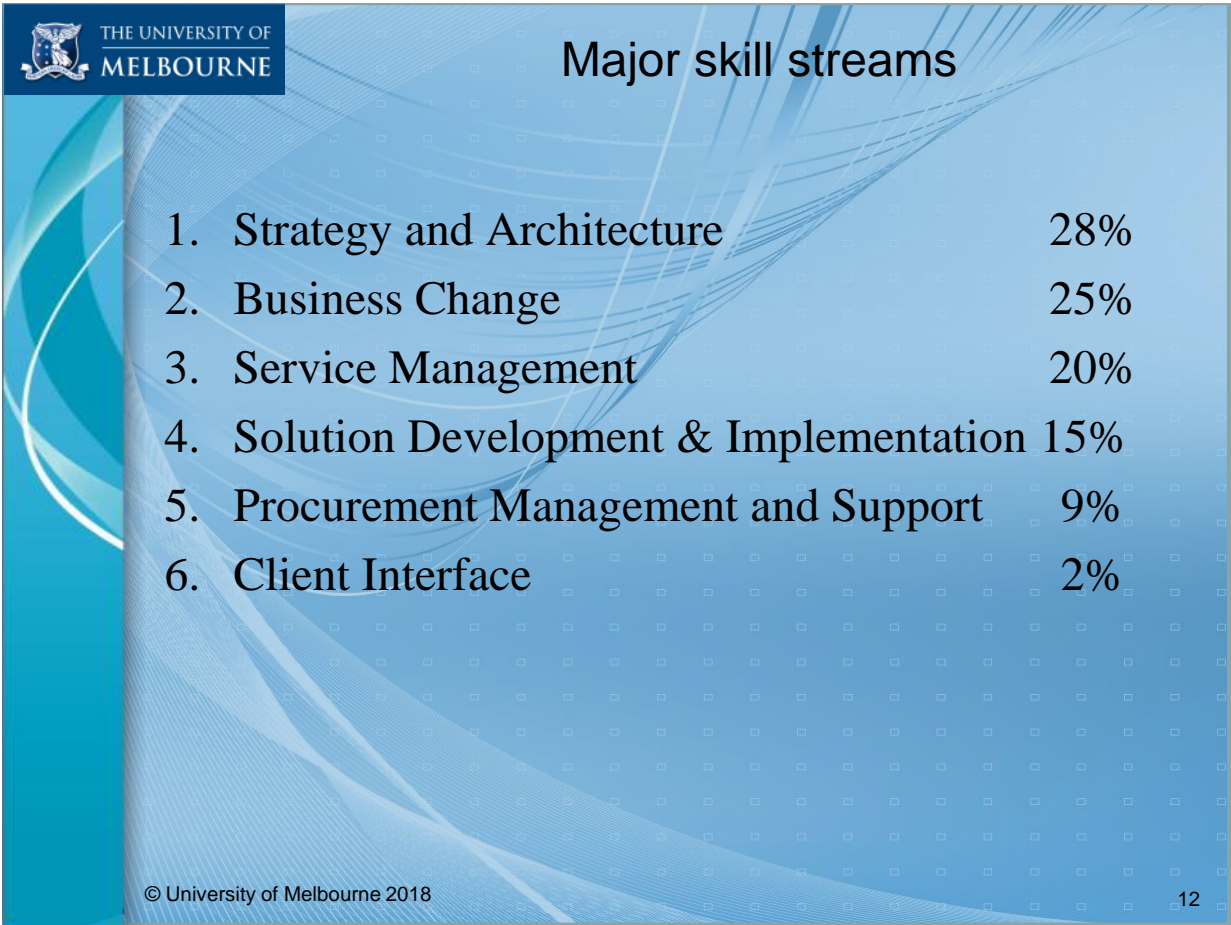 THE UNIVERSITY OF
MELBOURNE
Major skill streams
1. Strategy and Architecture 28%
2. Business Change 25%
3. Service Management 20%
4. Solution Development & Implementation 15%
5. Procurement Management and Support 9%
6. Client Interface 2%
© University of Melbourne 2018
12